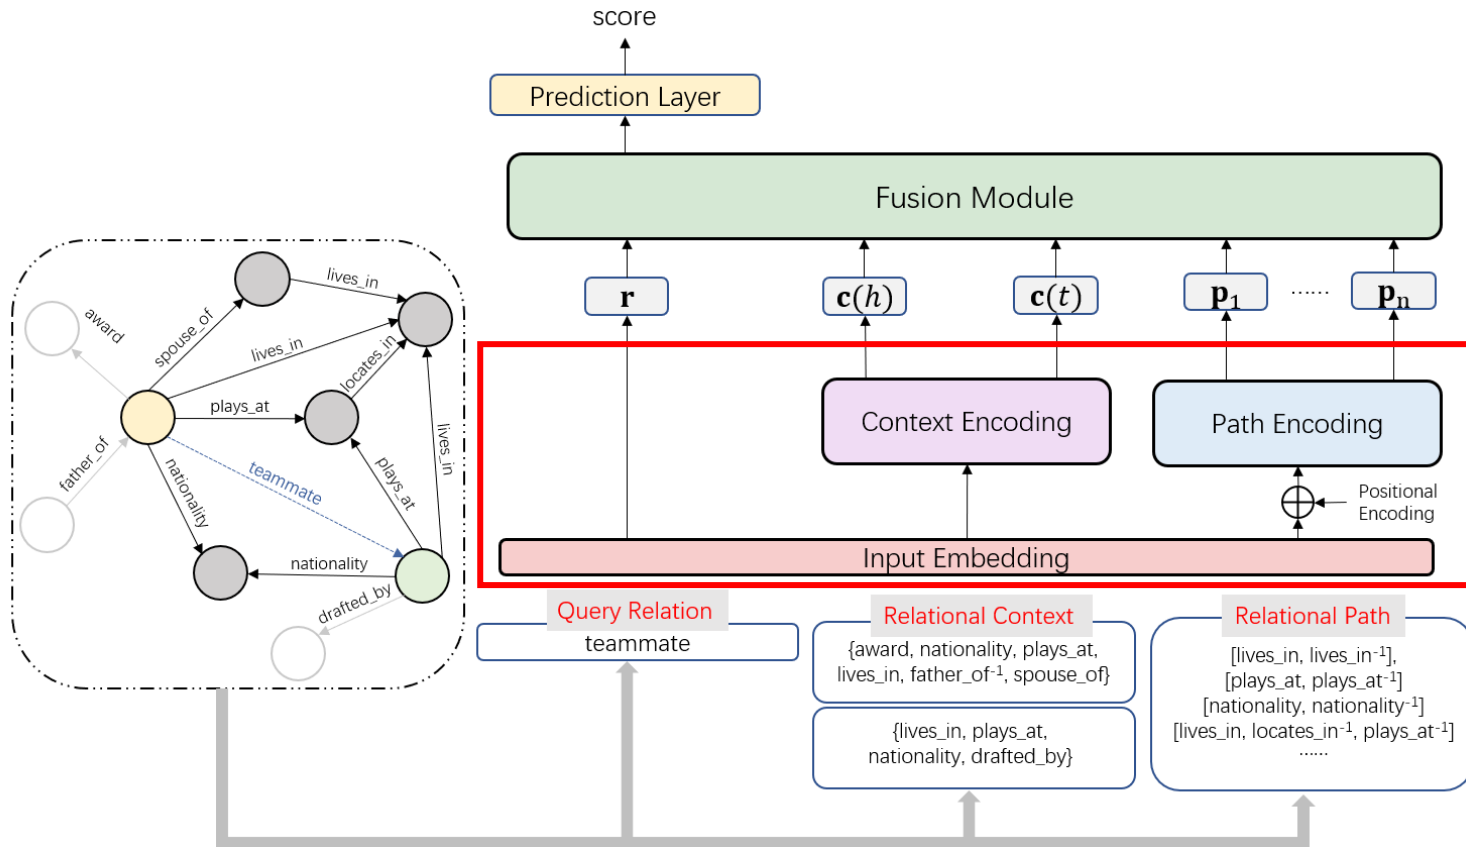 score
Prediction Layer
Fusion Module
r
c(h)
c(t)
p₁
......
pₙ
Context Encoding
Path Encoding
Positional
Encoding
Input Embedding
award
spouse_of
lives_in
lives_in
locates_in
plays_at
father_of
nationality
teammate
plays_at
lives_in
nationality
drafted_by
Query Relation
teammate
Relational Context
{award, nationality, plays_at,
lives_in, father_of⁻¹, spouse_of}
{lives_in, plays_at,
nationality, drafted_by}
Relational Path
[lives_in, lives_in⁻¹],
[plays_at, plays_at⁻¹]
[nationality, nationality⁻¹]
[lives_in, locates_in⁻¹, plays_at⁻¹]
......